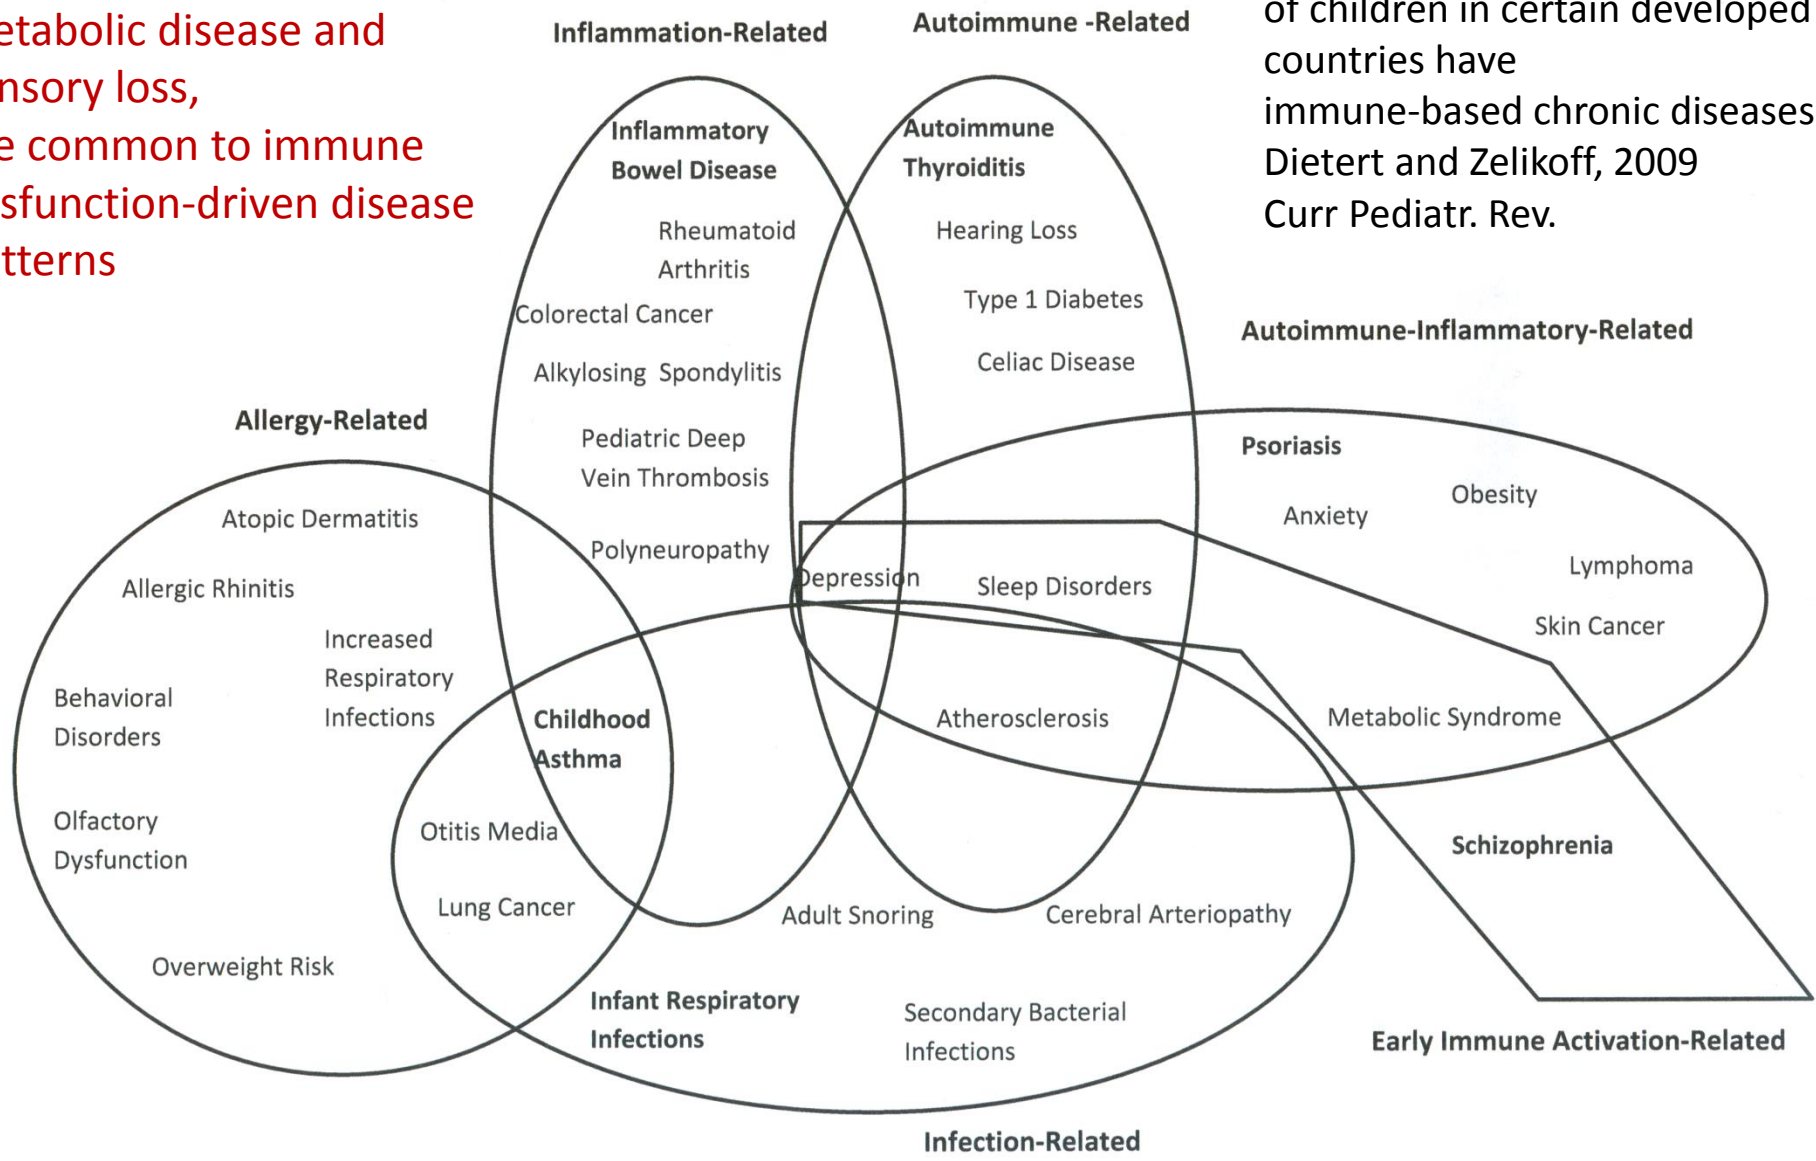 etabolic disease and
nsory loss,
e common to immune
sfunction-driven disease
tterns
of children in certain developed
countries have
immune-based chronic diseases
Dietert and Zelikoff, 2009
Curr Pediatr. Rev.
Inflammation-Related
Autoimmune -Related
Inflammatory
Bowel Disease
Rheumatoid
Arthritis
Colorectal Cancer
Alkylosing Spondylitis
Pediatric Deep
Vein Thrombosis
Polyneuropathy
Autoimmune
Thyroiditis
Hearing Loss
Type 1 Diabetes
Celiac Disease
Autoimmune-Inflammatory-Related
Psoriasis
Obesity
Anxiety
Lymphoma
Skin Cancer
Depression
Sleep Disorders
Atherosclerosis
Metabolic Syndrome
Allergy-Related
Atopic Dermatitis
Allergic Rhinitis
Increased
Respiratory
Infections
Behavioral
Disorders
Olfactory
Dysfunction
Overweight Risk
Childhood
Asthma
Otitis Media
Lung Cancer
Adult Snoring
Cerebral Arteriopathy
Infant Respiratory
Infections
Secondary Bacterial
Infections
Schizophrenia
Early Immune Activation-Related
Infection-Related